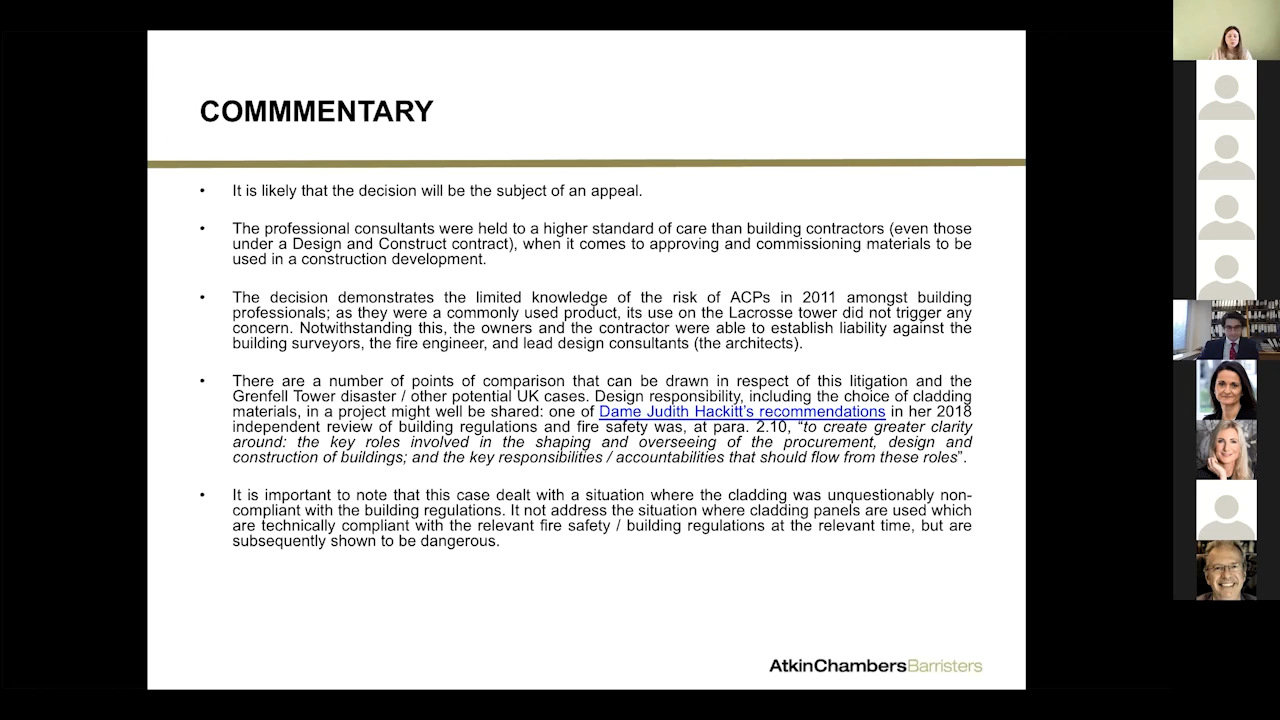 COMMMENTARY
• It is likely that the decision will be the subject of an appeal.
• The professional consultants were held to a higher standard of care than building contractors (even those
under a Design and Construct contract), when it comes to approving and commissioning materials to be
used in a construction development.
• The decision demonstrates the limited knowledge of the risk of ACPs in 2011 amongst building
professionals; as they were a commonly used product, its use on the Lacrosse tower did not trigger any
concern. Notwithstanding this, the owners and the contractor were able to establish liability against the
building surveyors, the fire engineer, and lead design consultants (the architects).
• There are a number of points of comparison that can be drawn in respect of this litigation and the
Grenfell Tower disaster / other potential UK cases. Design responsibility, including the choice of cladding
materials, in a project might well be shared: one of Dame Judith Hackitt's recommendations in her 2018
independent review of building regulations and fire safety was, at para. 2.10, “to create greater clarity
around: the key roles involved in the shaping and overseeing of the procurement, design and
construction of buildings; and the key responsibilities / accountabilities that should flow from these roles”.
• It is important to note that this case dealt with a situation where the cladding was unquestionably non-
compliant with the building regulations. It not address the situation where cladding panels are used which
are technically compliant with the relevant fire safety / building regulations at the relevant time, but are
subsequently shown to be dangerous.
AtkinChambersBarristers